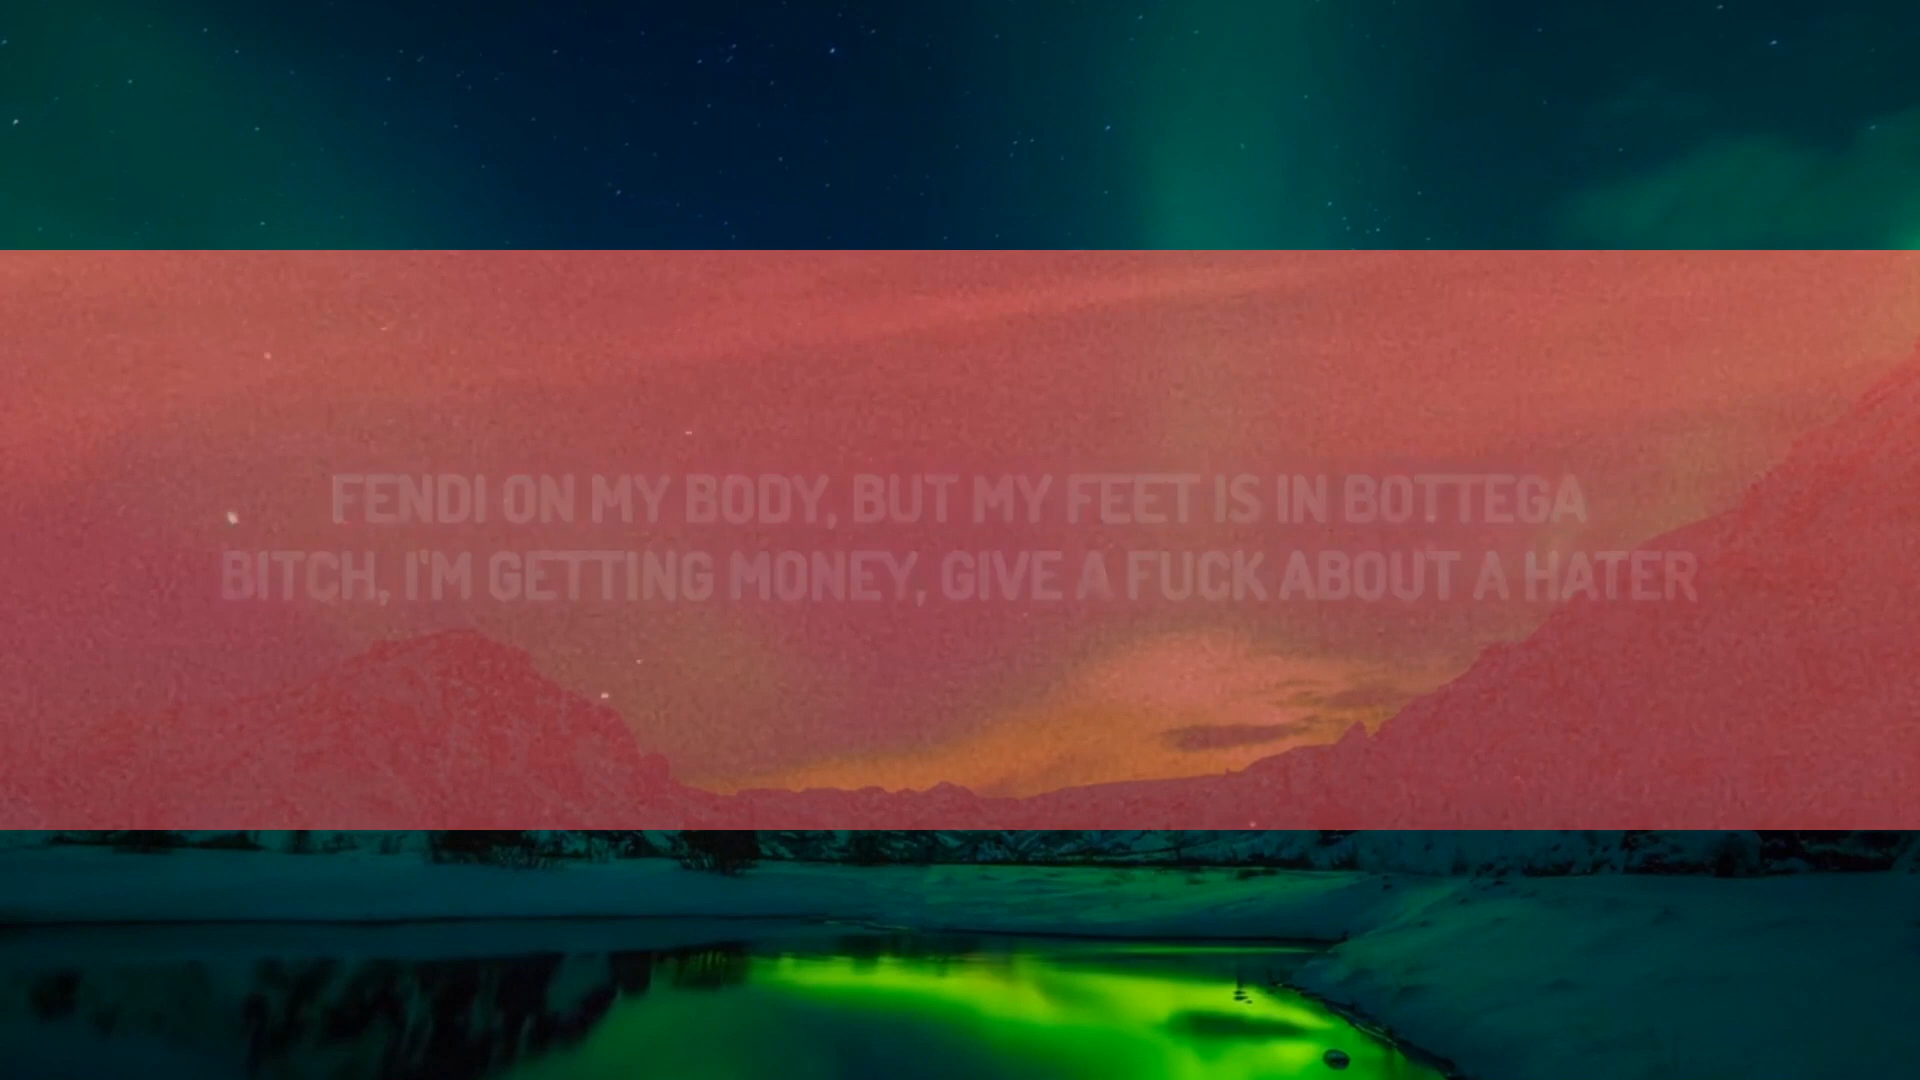 FENDI ON MY BODY, BUT MY FEET IS IN BOTTEGA
BITCH, I'M GETTING MONEY, GIVE A FUCK ABOUT A HATER